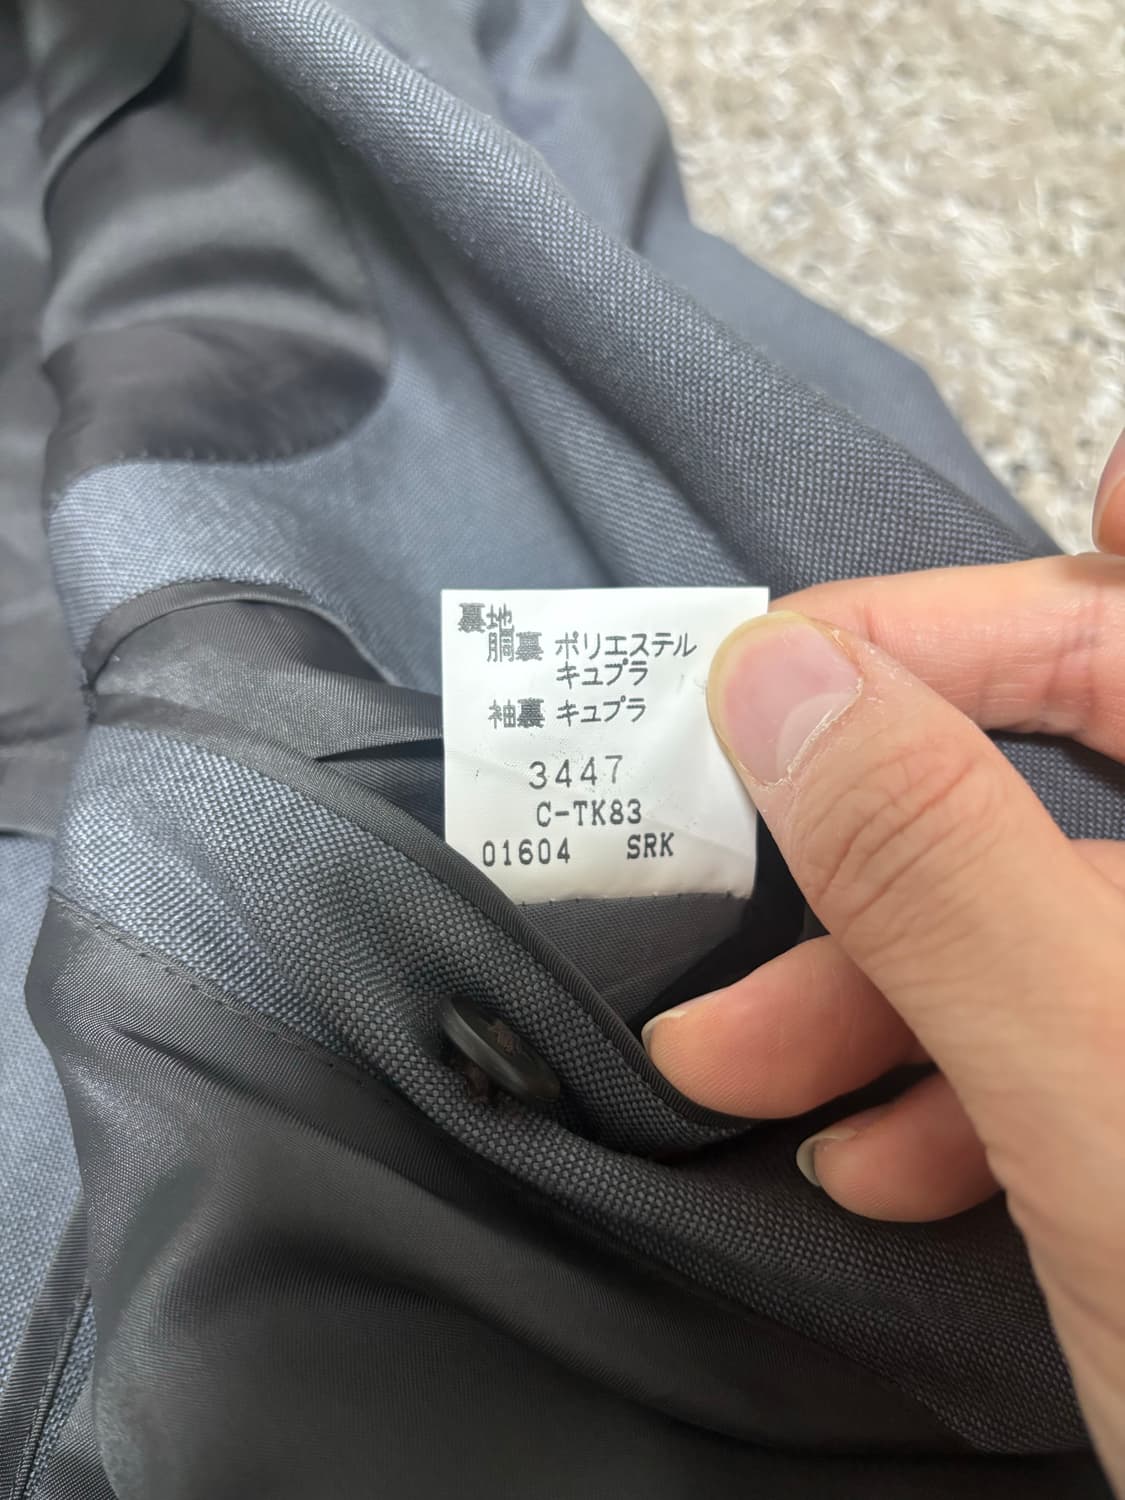 裏地
胴裏 ポリエステル
キュプラ
袖裏 キュプラ
3447
C-TK83
01604 SRK